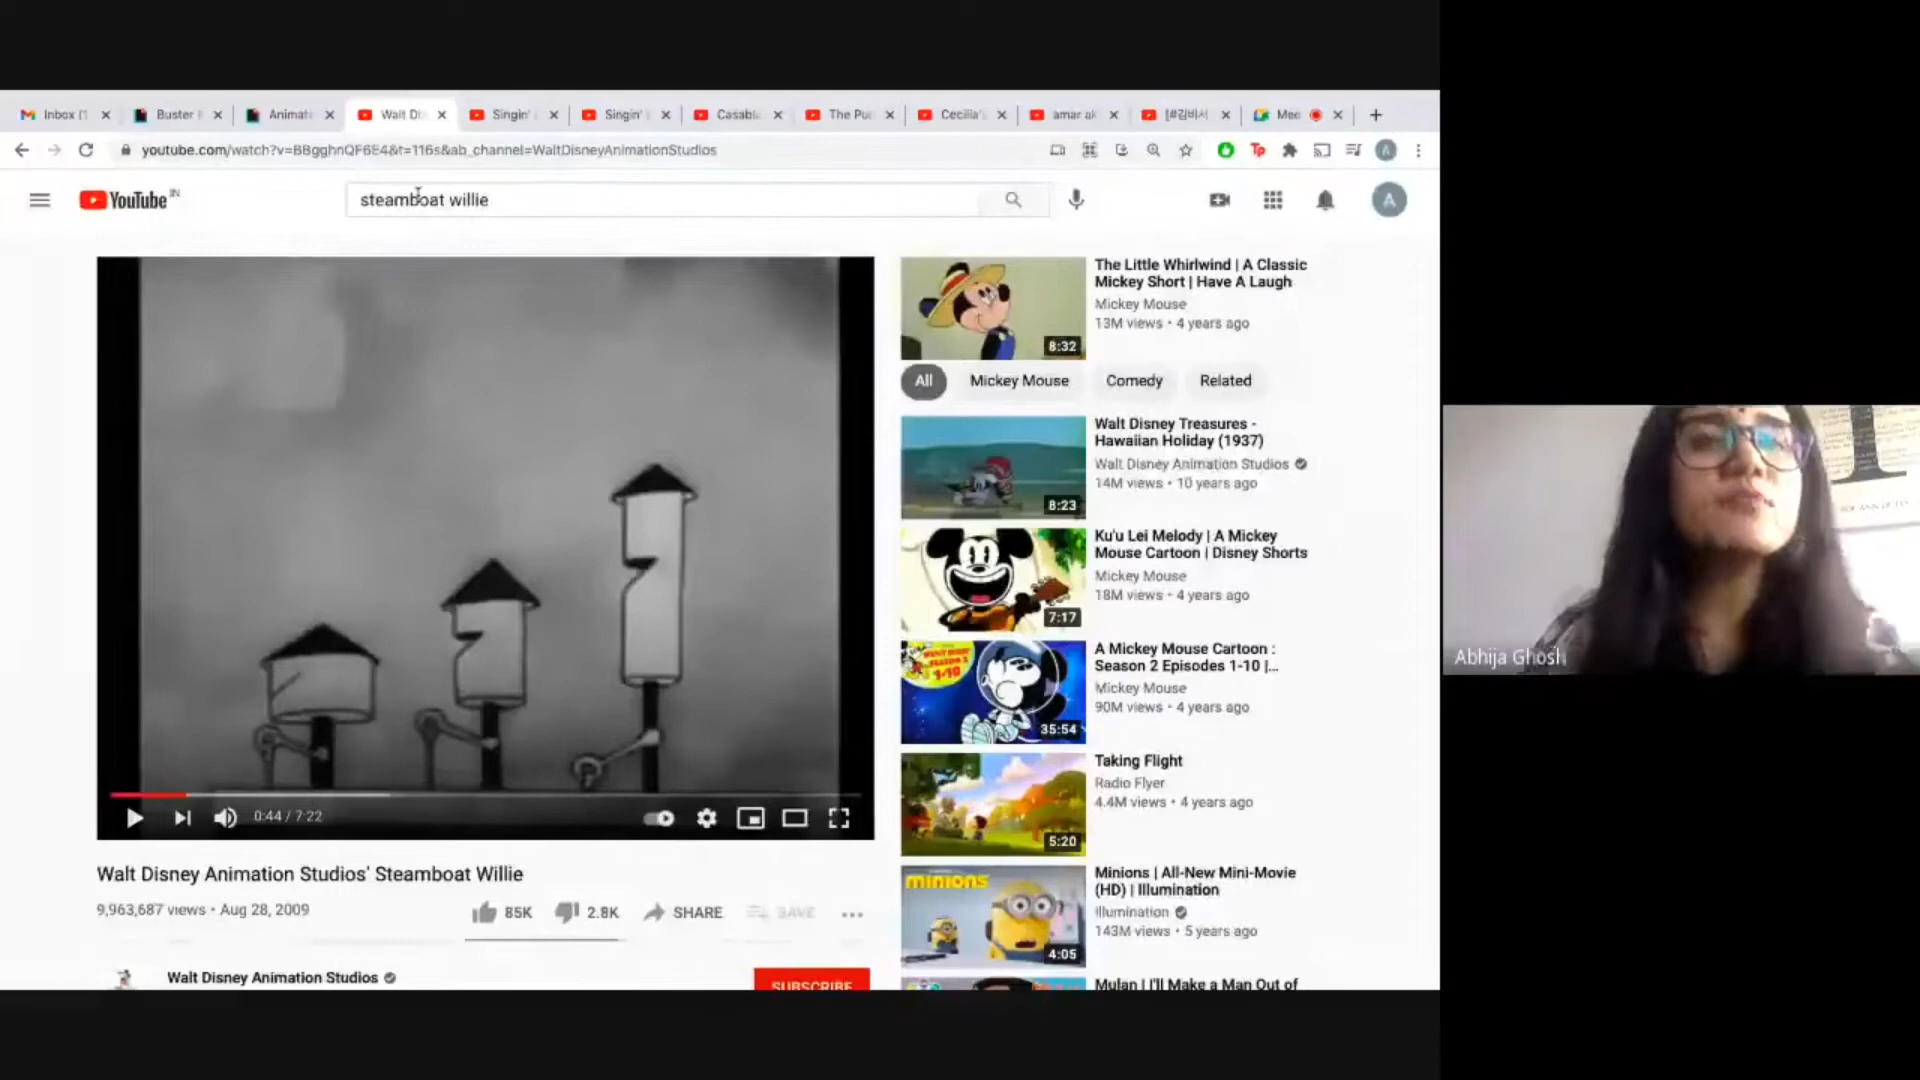 Inbox (1
Buster
Animat
Walt Di
Singin'
Singin'
Casabl
The Pu
Cecilia's
amar ak
[#김비서
Mee
youtube.com/watch?v=BBgghnQF6E4&t=116s&ab_channel=WaltDisneyAnimationStudios
Tp
A
YouTube IN
steamboat willie
A
The Little Whirlwind | A Classic
Mickey Short | Have A Laugh
Mickey Mouse
13M views • 4 years ago
8:32
All
Mickey Mouse
Comedy
Related
Walt Disney Treasures -
Hawaiian Holiday (1937)
Walt Disney Animation Studios
14M views • 10 years ago
8:23
Ku'u Lei Melody | A Mickey
Mouse Cartoon | Disney Shorts
Mickey Mouse
18M views • 4 years ago
7:17
A Mickey Mouse Cartoon :
Season 2 Episodes 1-10 |...
Mickey Mouse
90M views • 4 years ago
1-10
35:54
Taking Flight
Radio Flyer
4.4M views • 4 years ago
5:20
Minions | All-New Mini-Movie
(HD) | Illumination
Illumination
143M views • 5 years ago
minions
4:05
Mulan | I'll Make a Man Out of
0:44 / 7:22
Walt Disney Animation Studios' Steamboat Willie
9,963,687 views • Aug 28, 2009
85K
2.8K
SHARE
SAVE
Walt Disney Animation Studios
SUBSCRIBE
Abhija Ghosh